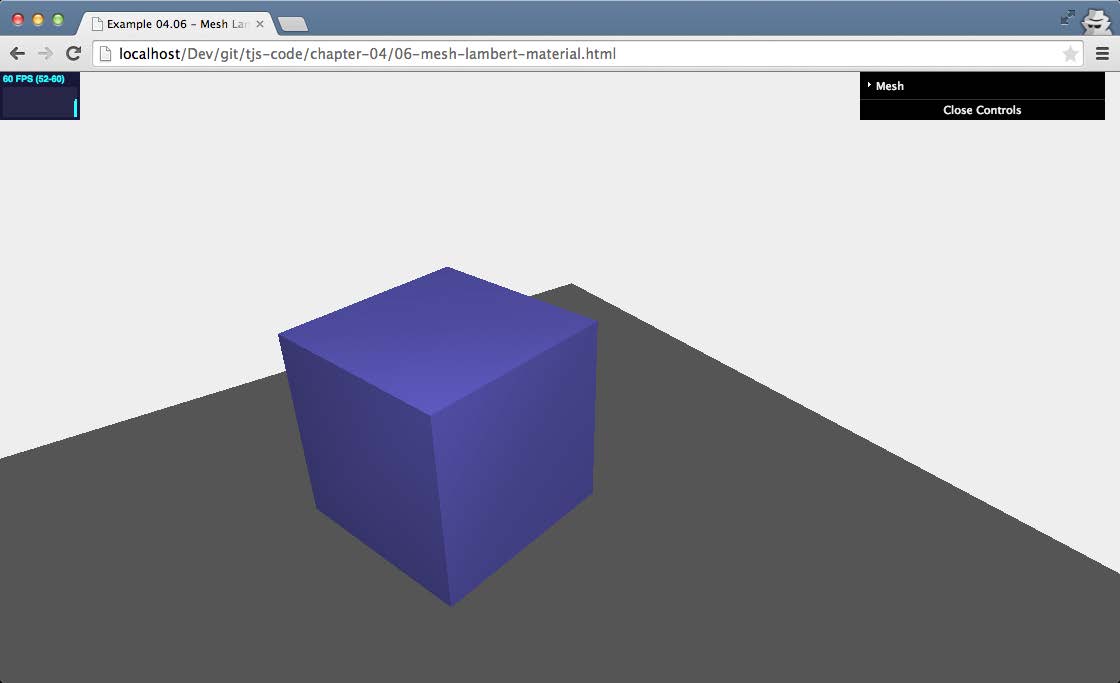 Example 04.06 – Mesh Lam
localhost/Dev/git/tjs-code/chapter-04/06-mesh-lambert-material.html
60 FPS (52-60)
Mesh
Close Controls